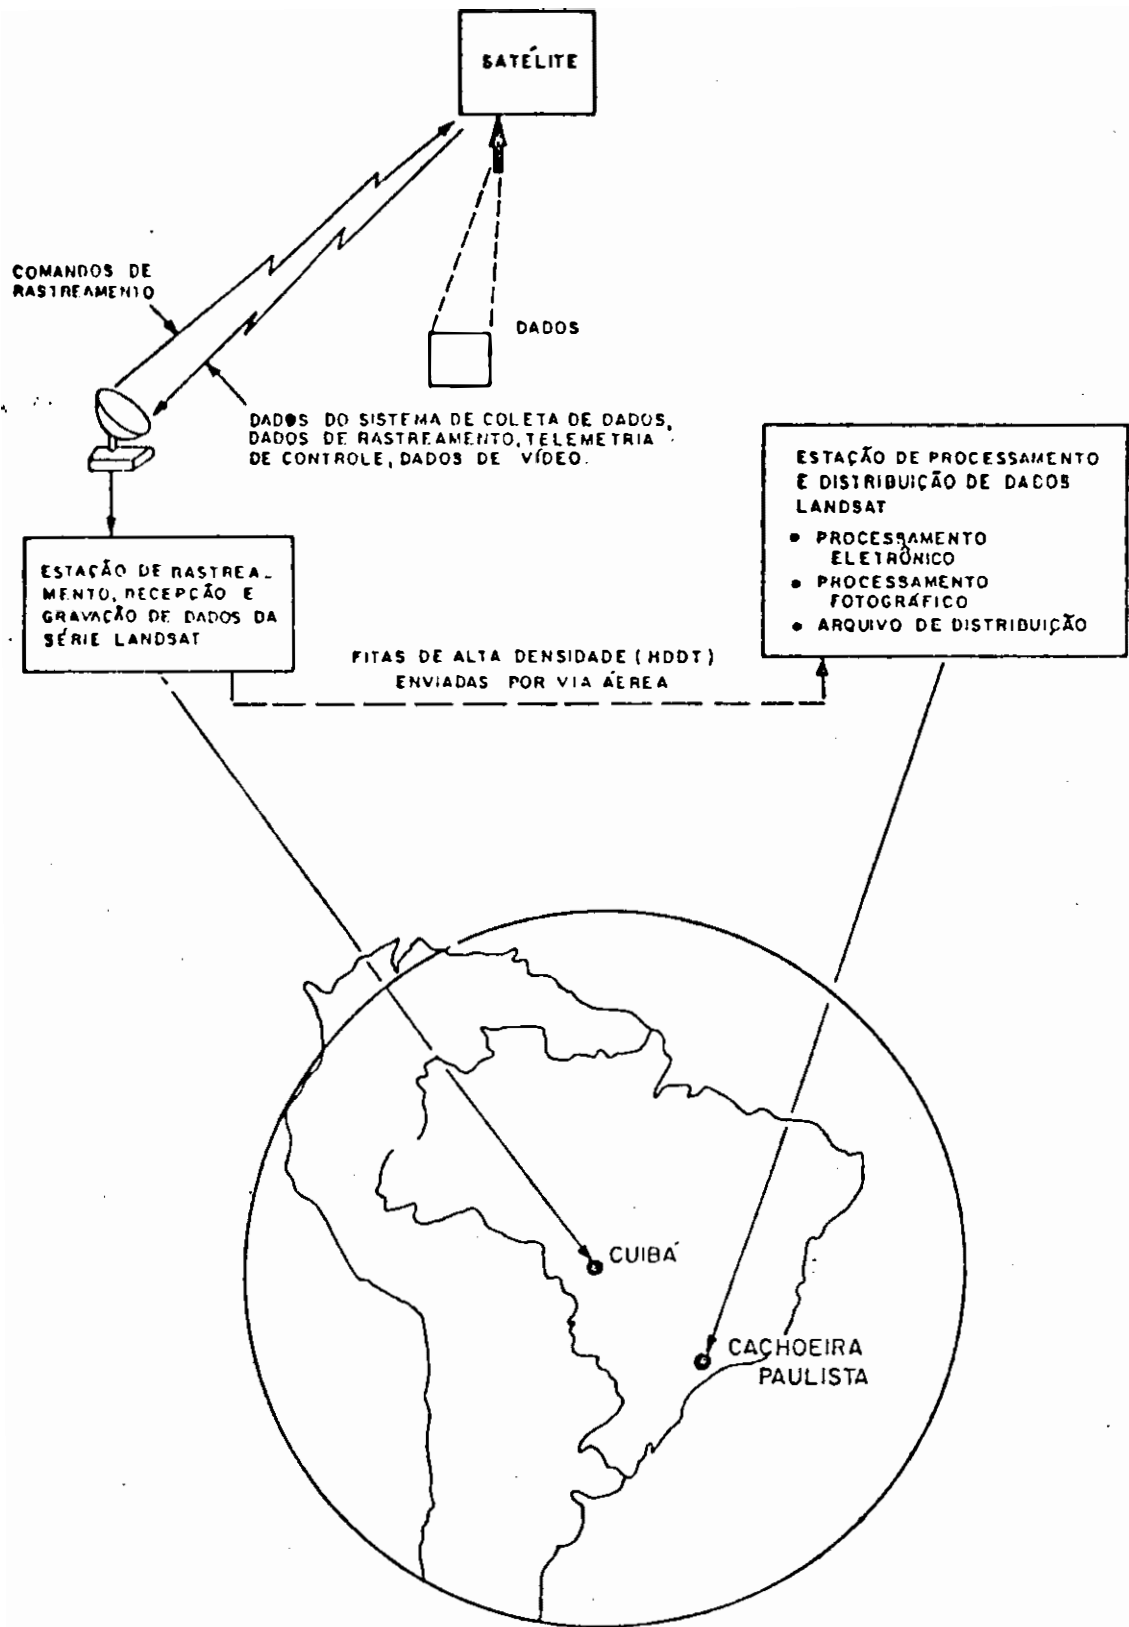 SATÉLITE
COMANDOS DE
RASTREAMENTO
DADOS
DADOS DO SISTEMA DE COLETA DE DADOS,
DADOS DE RASTREAMENTO, TELEMETRIA
DE CONTROLE, DADOS DE VÍDEO.
ESTAÇÃO DE PROCESSAMENTO
E DISTRIBUIÇÃO DE DADOS
LANDSAT
• PROCESSAMENTO
ELETRÔNICO
• PROCESSAMENTO
FOTOGRÁFICO
• ARQUIVO DE DISTRIBUIÇÃO
ESTAÇÃO DE RASTREA_
MENTO, RECEPÇÃO E
GRAVAÇÃO DE DADOS DA
SÉRIE LANDSAT
FITAS DE ALTA DENSIDADE (HDDT)
ENVIADAS POR VIA ÁEREA
CUIBÁ
CACHOEIRA
PAULISTA